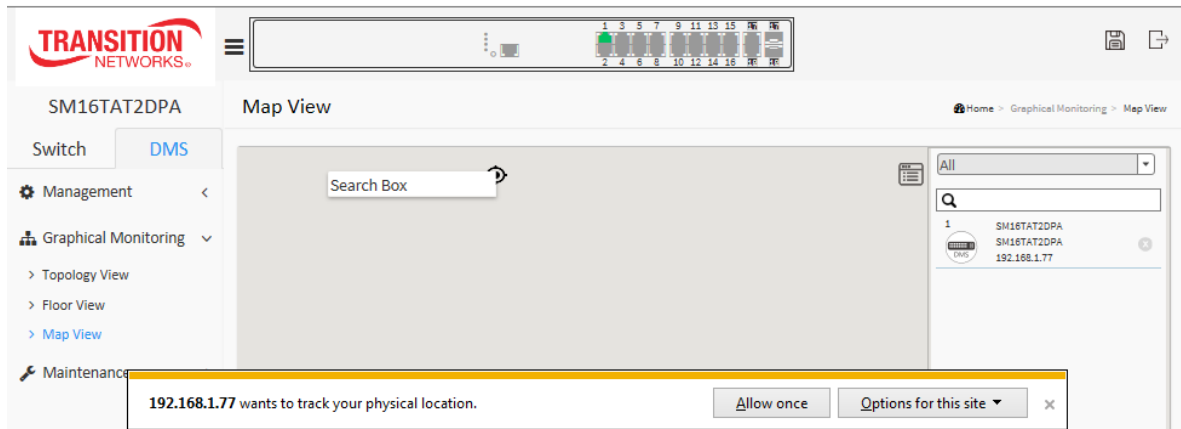 TRANSITION
NETWORKS®
1 3 5 7 9 11 13 15
2 4 6 8 10 12 14 16
SM16TAT2DPA
Map View
Home > Graphical Monitoring > Map View
Switch DMS
Management
Graphical Monitoring
> Topology View
> Floor View
> Map View
Maintenance
Search Box
All
1
SM16TAT2DPA
SM16TAT2DPA
192.168.1.77
DMS
192.168.1.77 wants to track your physical location.
Allow once
Options for this site